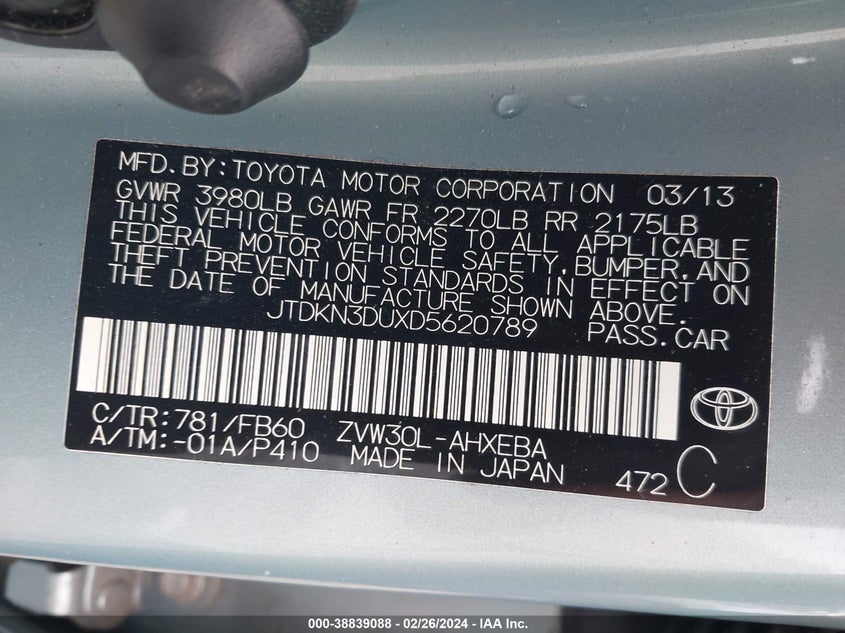 MFD.BY:TOYOTA MOTOR CORPORATION 03/13
GVWR 3980LB GAWR FR 2270LB RR 2175LB
THIS VEHICLE CONFORMS TO ALL APPLICABLE
FEDERAL MOTOR VEHICLE SAFETY,BUMPER,AND
THEFT PREVENTION STANDARDS IN EFFECT ON
THE DATE OF MANUFACTURE SHOWN ABOVE.
JTDKN3DUXD5620789 PASS.CAR
C/TR:781/FB60 ZVW30L-AHXEBA
A/TM:-01A/P410 MADE IN JAPAN
472 C
000-38839088 - 02/26/2024 - IAA Inc.